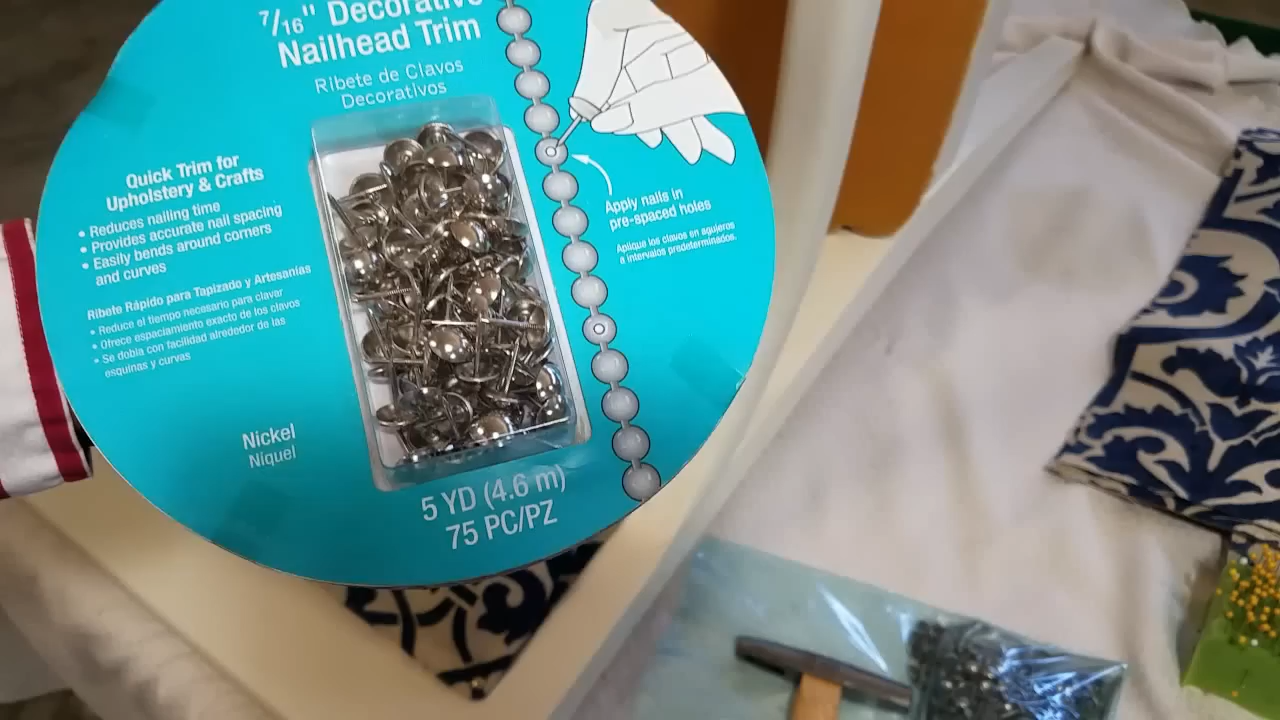 7/16" Decorative
Nailhead Trim
Ribete de Clavos
Decorativos
Quick Trim for
Upholstery & Crafts
• Reduces nailing time
• Provides accurate nail spacing
• Easily bends around corners
and curves
Ribete Rápido para Tapizado y Artesanías
• Reduce el tiempo necesario para clavar
• Ofrece espaciamiento exacto de los clavos
• Se dobla con facilidad alrededor de las
esquinas y curvas
Apply nails in
pre-spaced holes
Aplique los clavos en agujeros
a intervalos predeterminados.
Nickel
Niquel
5 YD (4.6 m)
75 PC/PZ